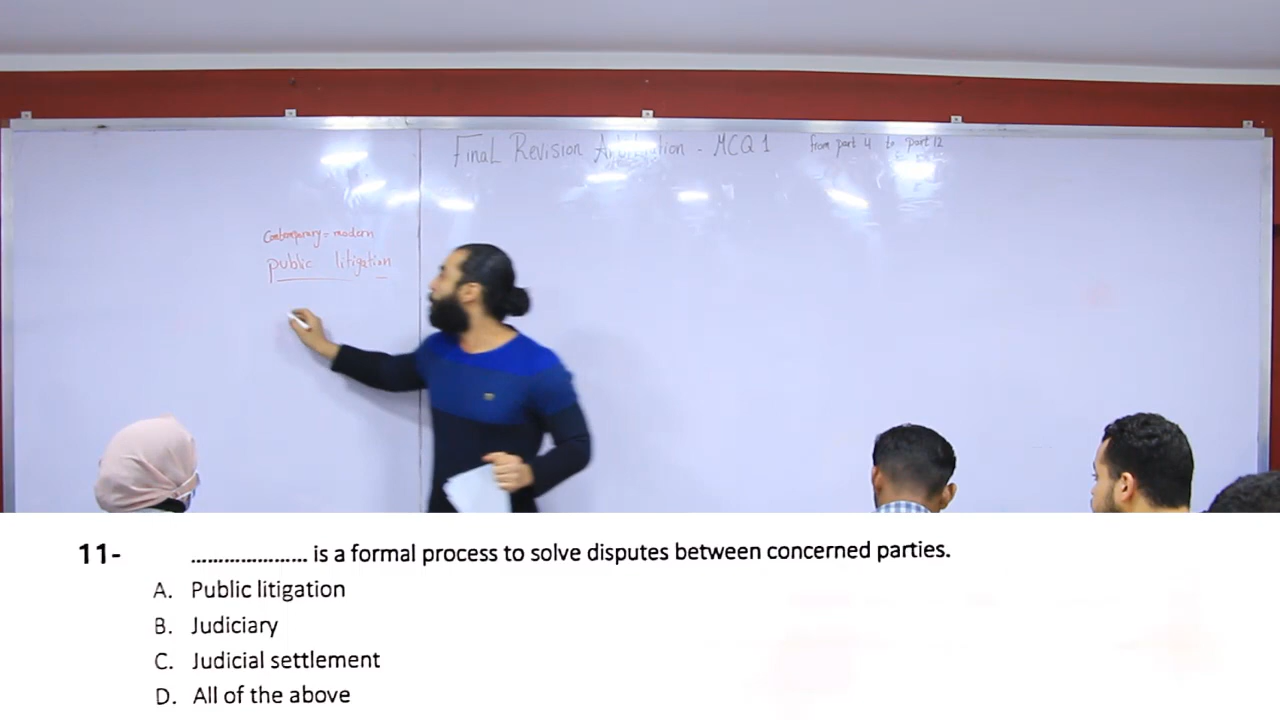 Final Revision Arbitration - MCQ 1 from part 4 to part 12
Contemporary = modern
public litigation
11- ...................... is a formal process to solve disputes between concerned parties.
A. Public litigation
B. Judiciary
C. Judicial settlement
D. All of the above